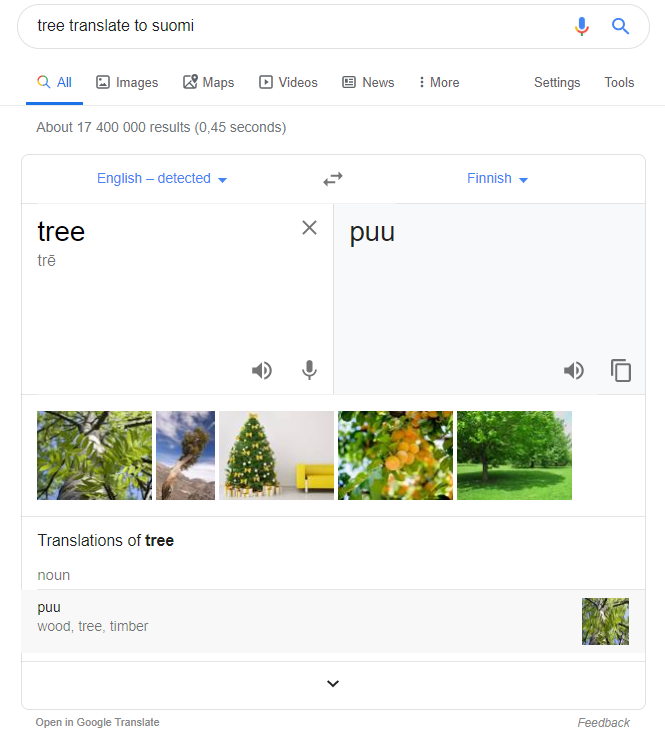 tree translate to suomi
All Images Maps Videos News More Settings Tools
About 17 400 000 results (0,45 seconds)
English – detected Finnish
tree
trē
puu
Translations of tree
noun
puu
wood, tree, timber
Open in Google Translate Feedback